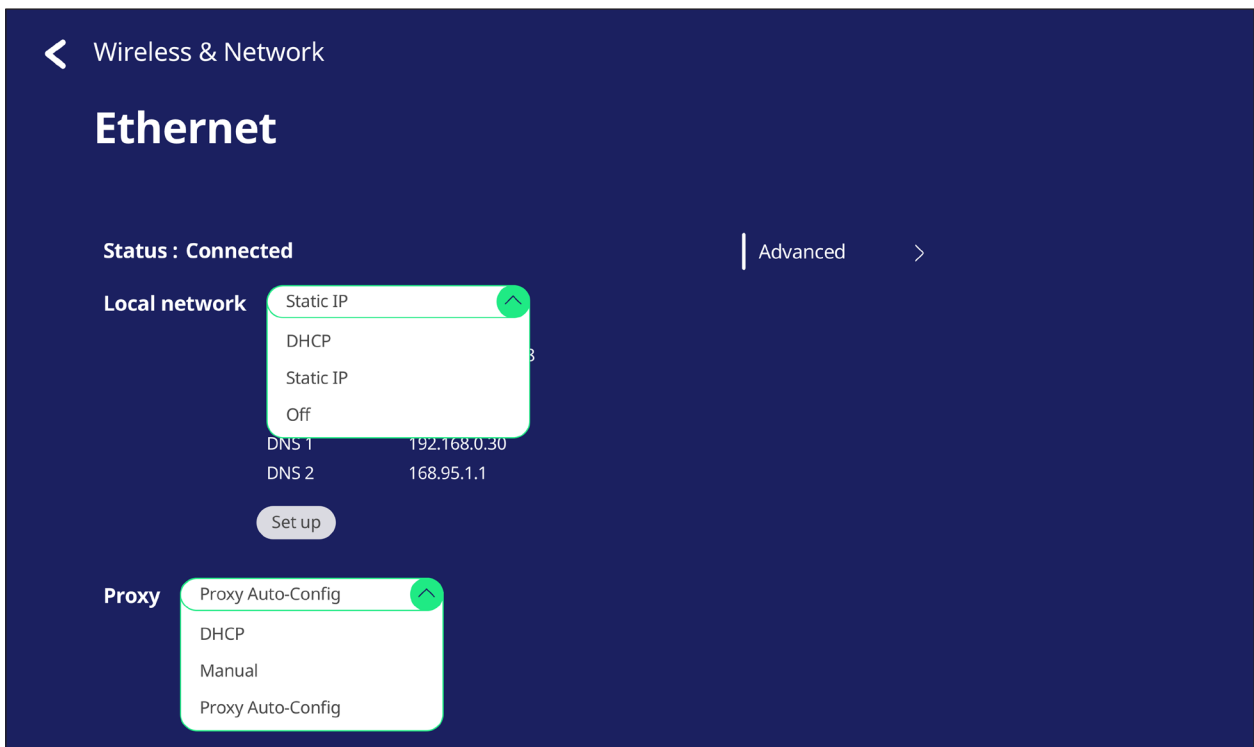 Wireless & Network
Ethernet
Status : Connected
Advanced
Local network
Static IP
DHCP
Static IP
Off
DNS 1 192.168.0.30
DNS 2 168.95.1.1
Set up
Proxy
Proxy Auto-Config
DHCP
Manual
Proxy Auto-Config